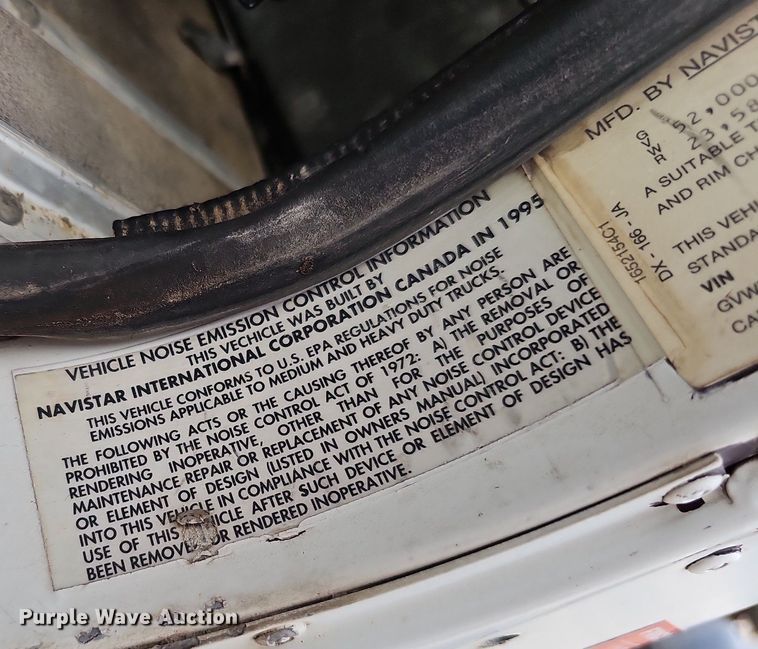 VEHICLE NOISE EMISSION CONTROL INFORMATION
THIS VECHICLE WAS BUILT BY
NAVISTAR INTERNATIONAL CORPORATION CANADA IN 1995
THIS VEHICLE CONFORMS TO U.S. EPA REGULATIONS FOR NOISE
EMISSIONS APPLICABLE TO MEDIUM AND HEAVY DUTY TRUCKS.
THE FOLLOWING ACTS OR THE CAUSING THEREOF BY ANY PERSON ARE
PROHIBITED BY THE NOISE CONTROL ACT OF 1972: A) THE REMOVAL OR
RENDERING INOPERATIVE, OTHER THAN FOR THE PURPOSES OF
MAINTENANCE REPAIR OR REPLACEMENT OF ANY NOISE CONTROL DEVICE
OR ELEMENT OF DESIGN (LISTED IN OWNERS MANUAL) INCORPORATED
INTO THIS VEHICLE IN COMPLIANCE WITH THE NOISE CONTROL ACT: B) THE
USE OF THIS VEHICLE AFTER SUCH DEVICE OR ELEMENT OF DESIGN HAS
BEEN REMOVED OR RENDERED INOPERATIVE.
MFD. BY NAVIST
52,000
GVWR 23,58
A SUITABLE T
AND RIM CH
THIS VEHI
STANDA
VIN
GVW
CA
1652154C1
DX - 166 - JA
Purple Wave Auction